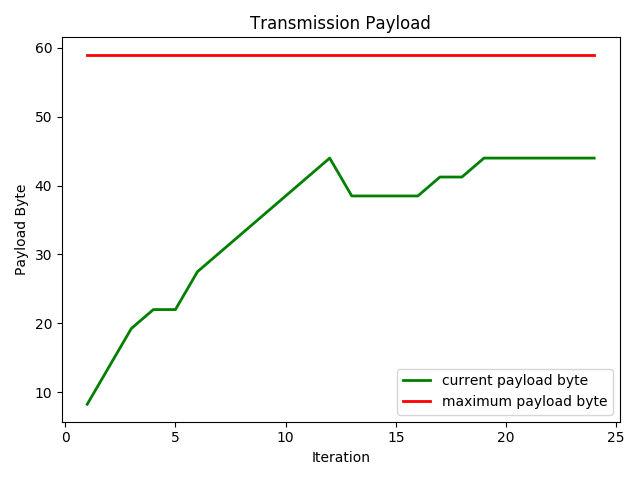 Transmission Payload
60
50
40
30
20
10
Payload Byte
0
5
10
15
20
25
Iteration
current payload byte
maximum payload byte